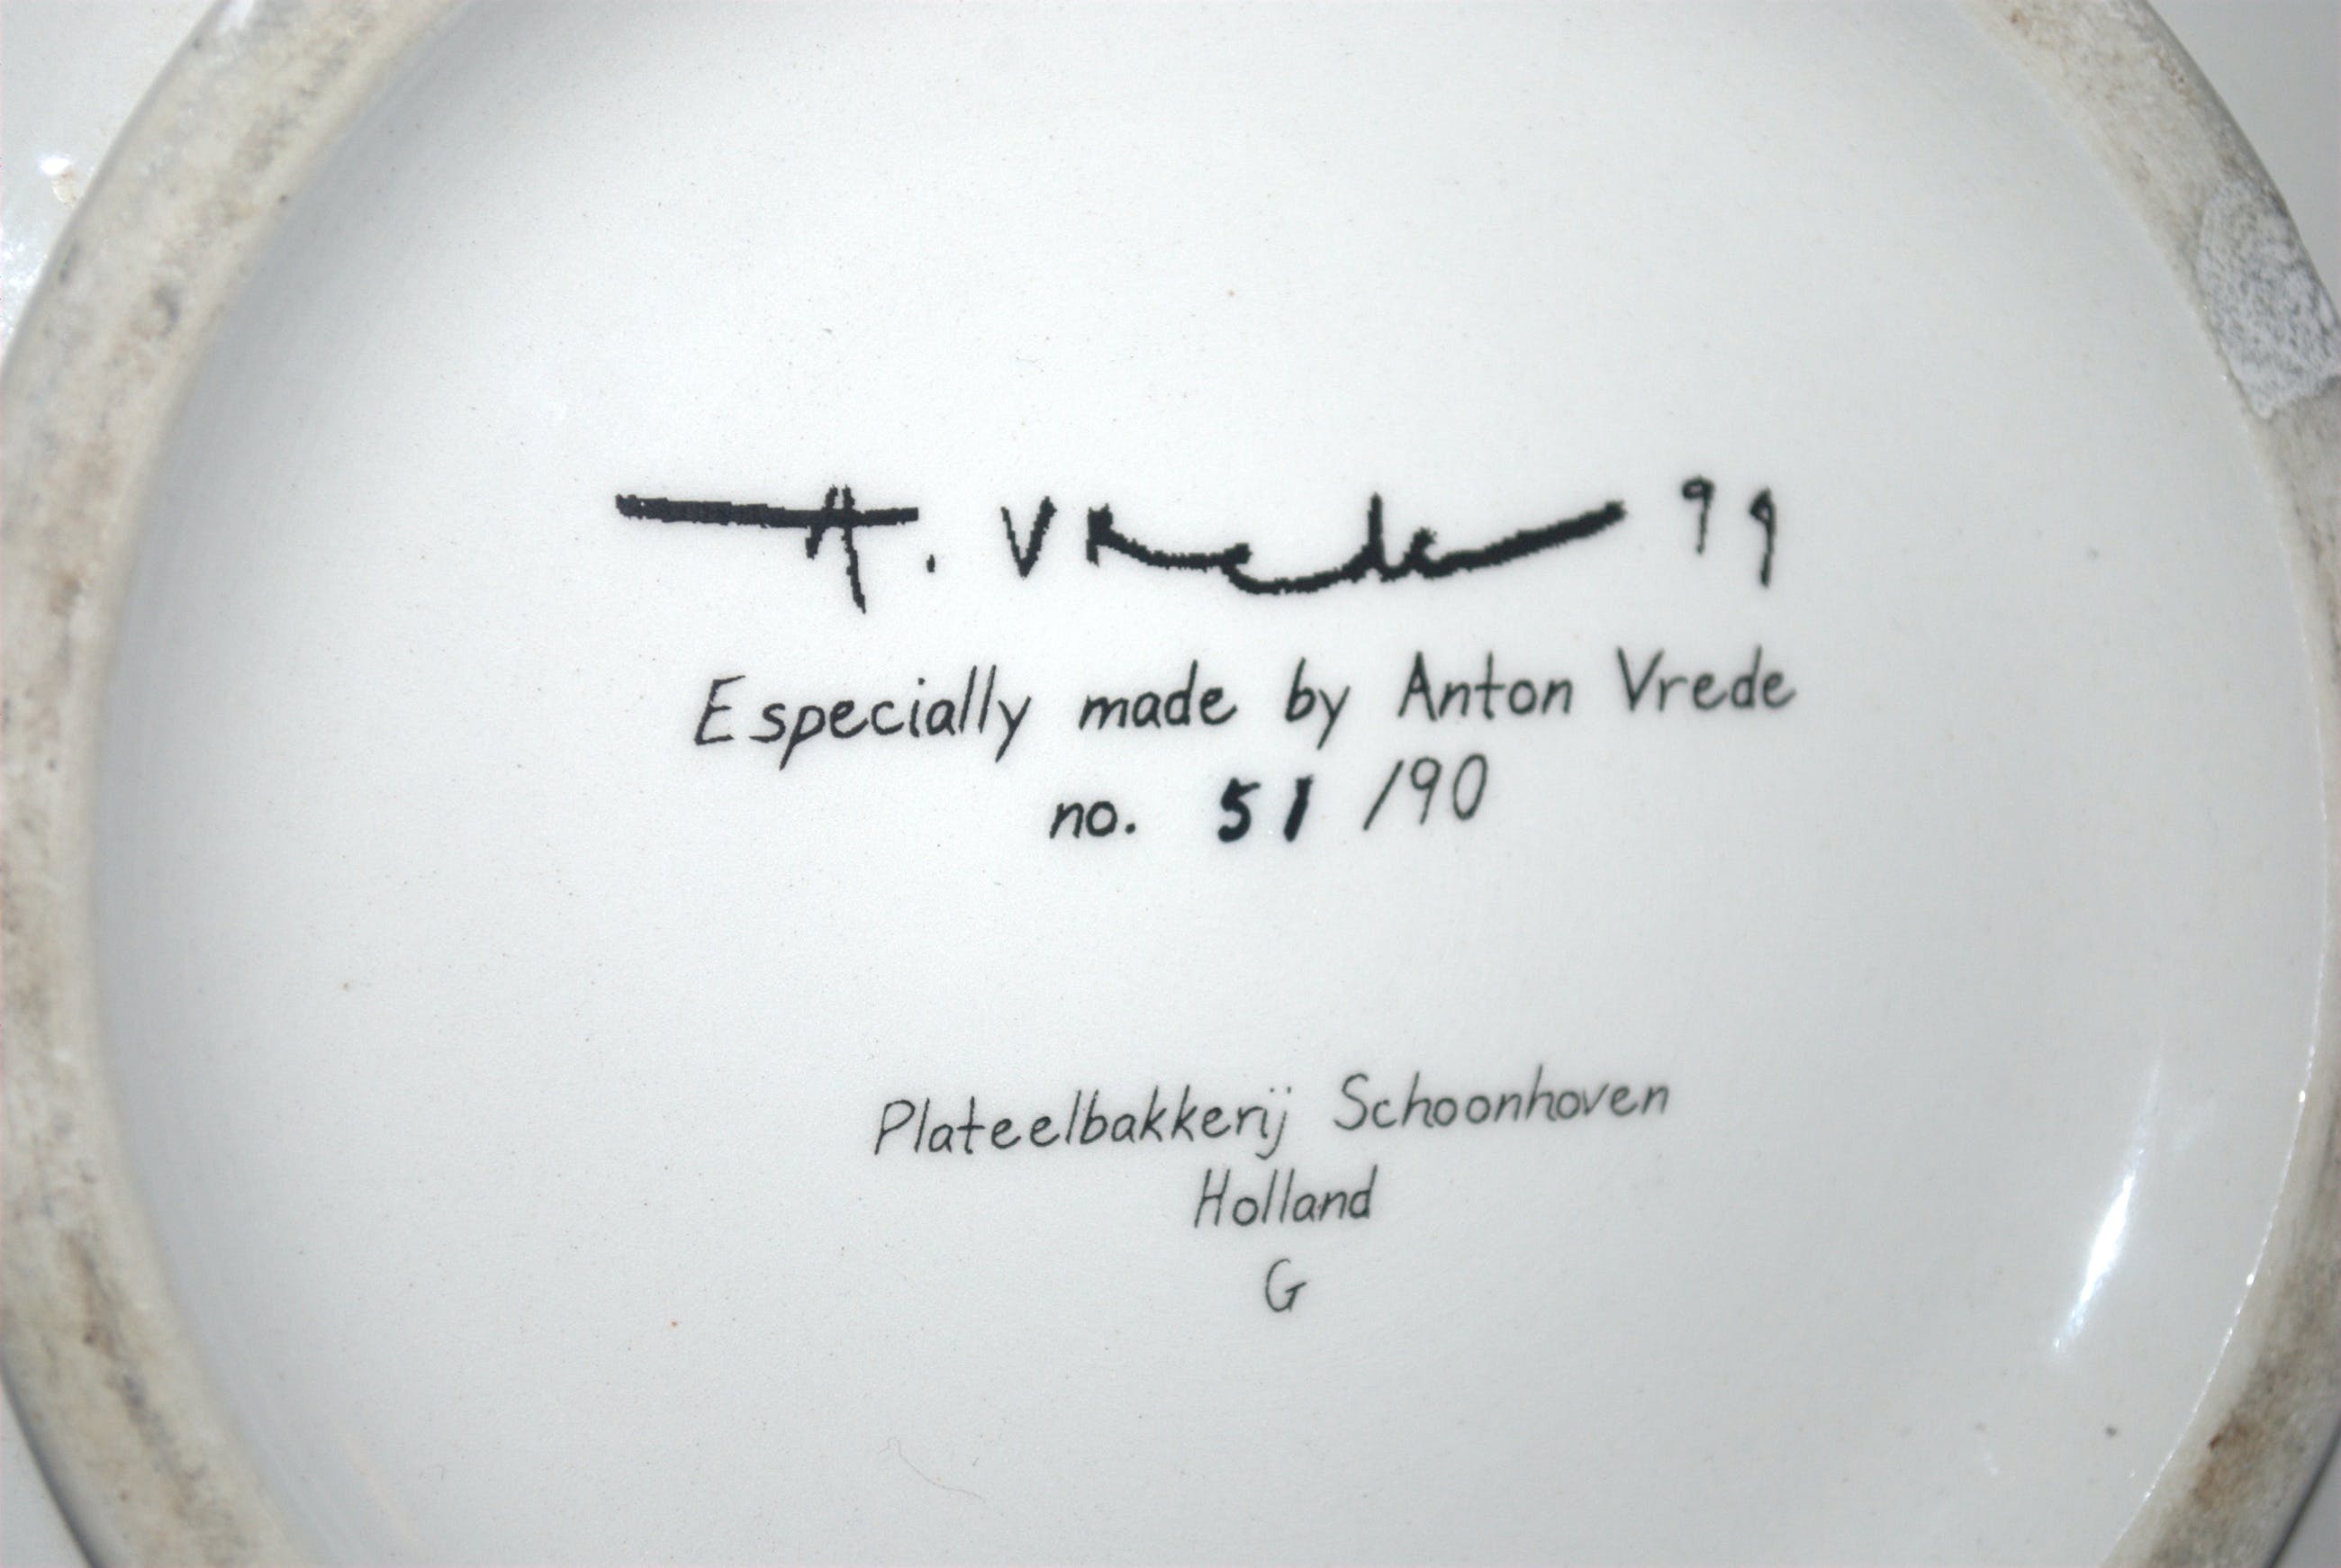 A. Vrede 99
Especially made by Anton Vrede
no. 51 /90
Plateelbakkerij Schoonhoven
Holland
G